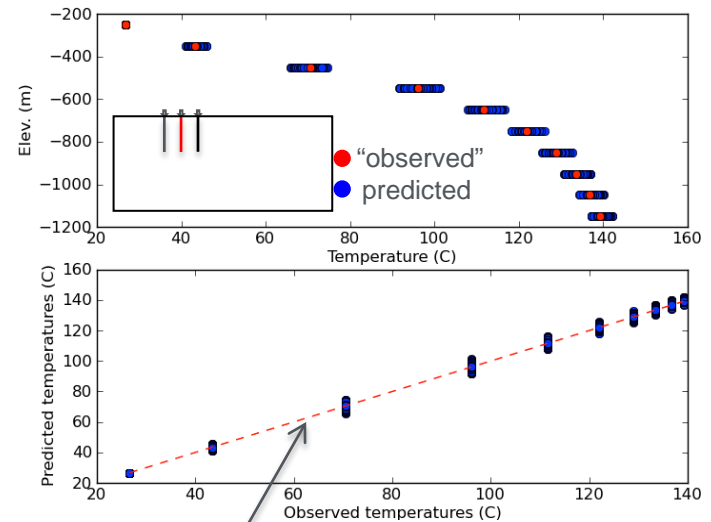 −200
−400
−600
−800
−1000
−1200
Elev. (m)
"observed"
predicted
20 40 60 80 100 120 140 160
Temperature (C)
160
140
120
100
80
60
40
20
Predicted temperatures (C)
20 40 60 80 100 120 140
Observed temperatures (C)